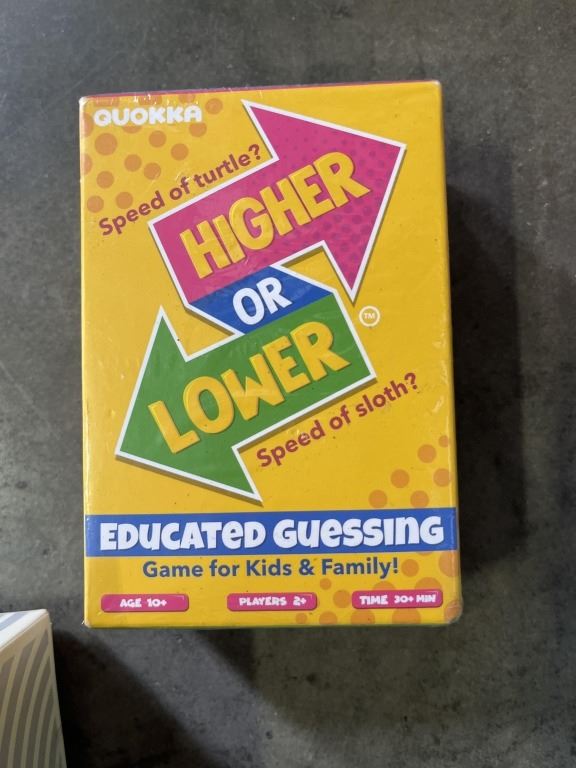 QUOKKA
Speed of turtle?
HIGHER
OR
LOWER
TM
Speed of sloth?
EDUCATED GUESSING
Game for Kids & Family!
AGE 10+
PLAYERS 2+
TIME 30+ MIN